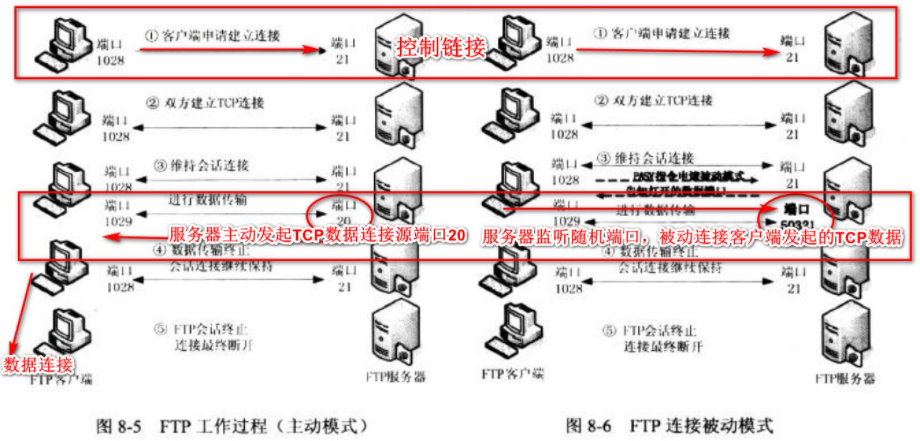 ① 客户端申请建立连接
端口
1028
端口
21
控制链接
① 客户端申请建立连接
端口
1028
端口
21
② 双方建立TCP连接
端口
1028
端口
21
② 双方建立TCP连接
端口
1028
端口
21
③ 维持会话连接
端口
1028
端口
21
进行数据传输
端口
1029
端口
20
服务器主动发起TCP数据连接源端口20
③ 维持会话连接
端口
1028
端口
21
PASV指令电请被动模式
进行数据传输
端口
1029
端口
服务器监听随机端口，被动连接客户端发起的TCP数据
④ 数据传输终止
会话连接继续保持
端口
1028
端口
21
④ 数据传输终止
会话连接继续保持
端口
1028
端口
21
数据连接
⑤ FTP会话终止
连接最终断开
FTP客户端
FTP服务器
⑤ FTP会话终止
连接最终断开
FTP客户端
FTP服务器
图 8-5 FTP 工作过程（主动模式）
图 8-6 FTP 连接被动模式